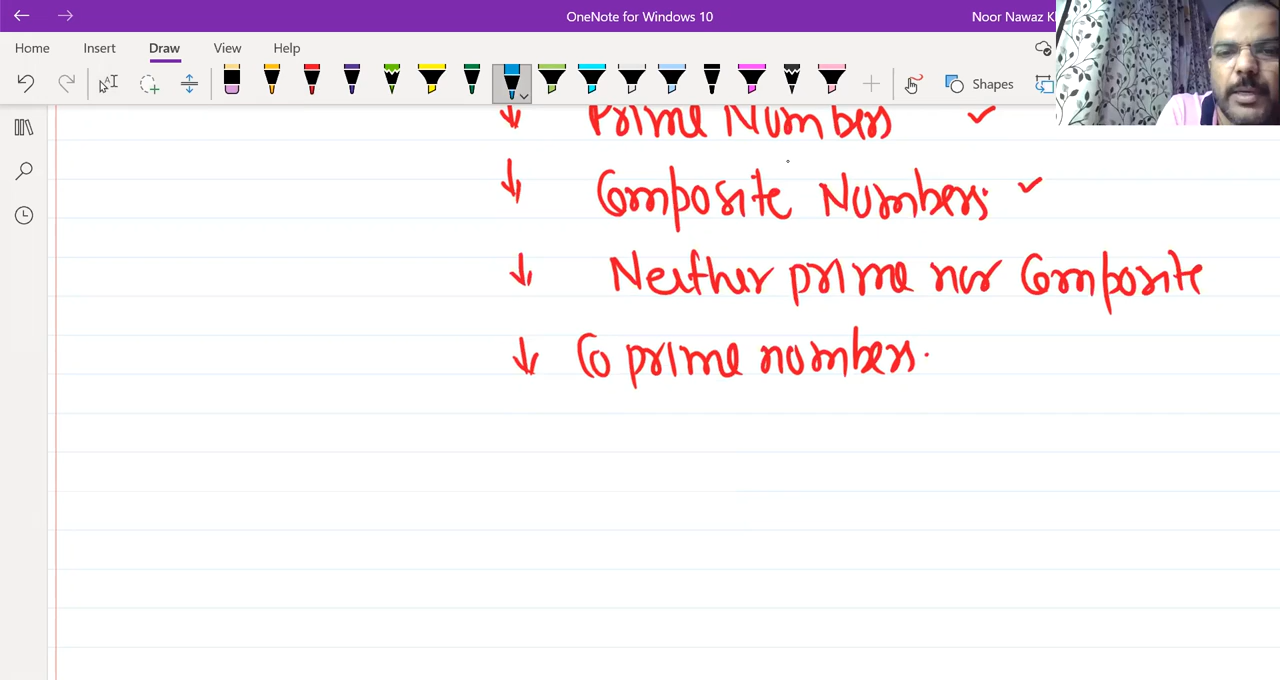 OneNote for Windows 10
Noor Nawaz K
Home Insert Draw View Help
Shapes
Prime Numbers
Composite Numbers.
Neither prime nor Composite
Co prime numbers.